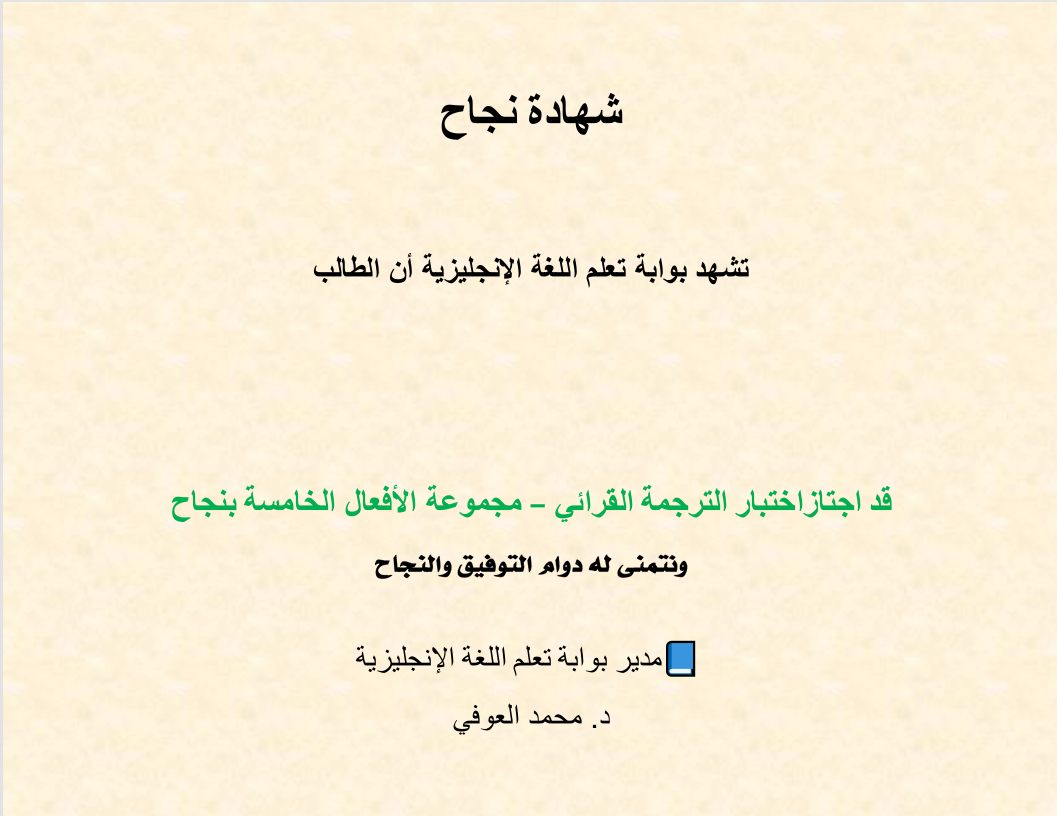 شهادة نجاح
تشهد بوابة تعلم اللغة الإنجليزية أن الطالب
قد اجتازاختبار الترجمة القرائي – مجموعة الأفعال الخامسة بنجاح
ونتمنى له دوام التوفيق والنجاح
مدير بوابة تعلم اللغة الإنجليزية
د. محمد العوفي